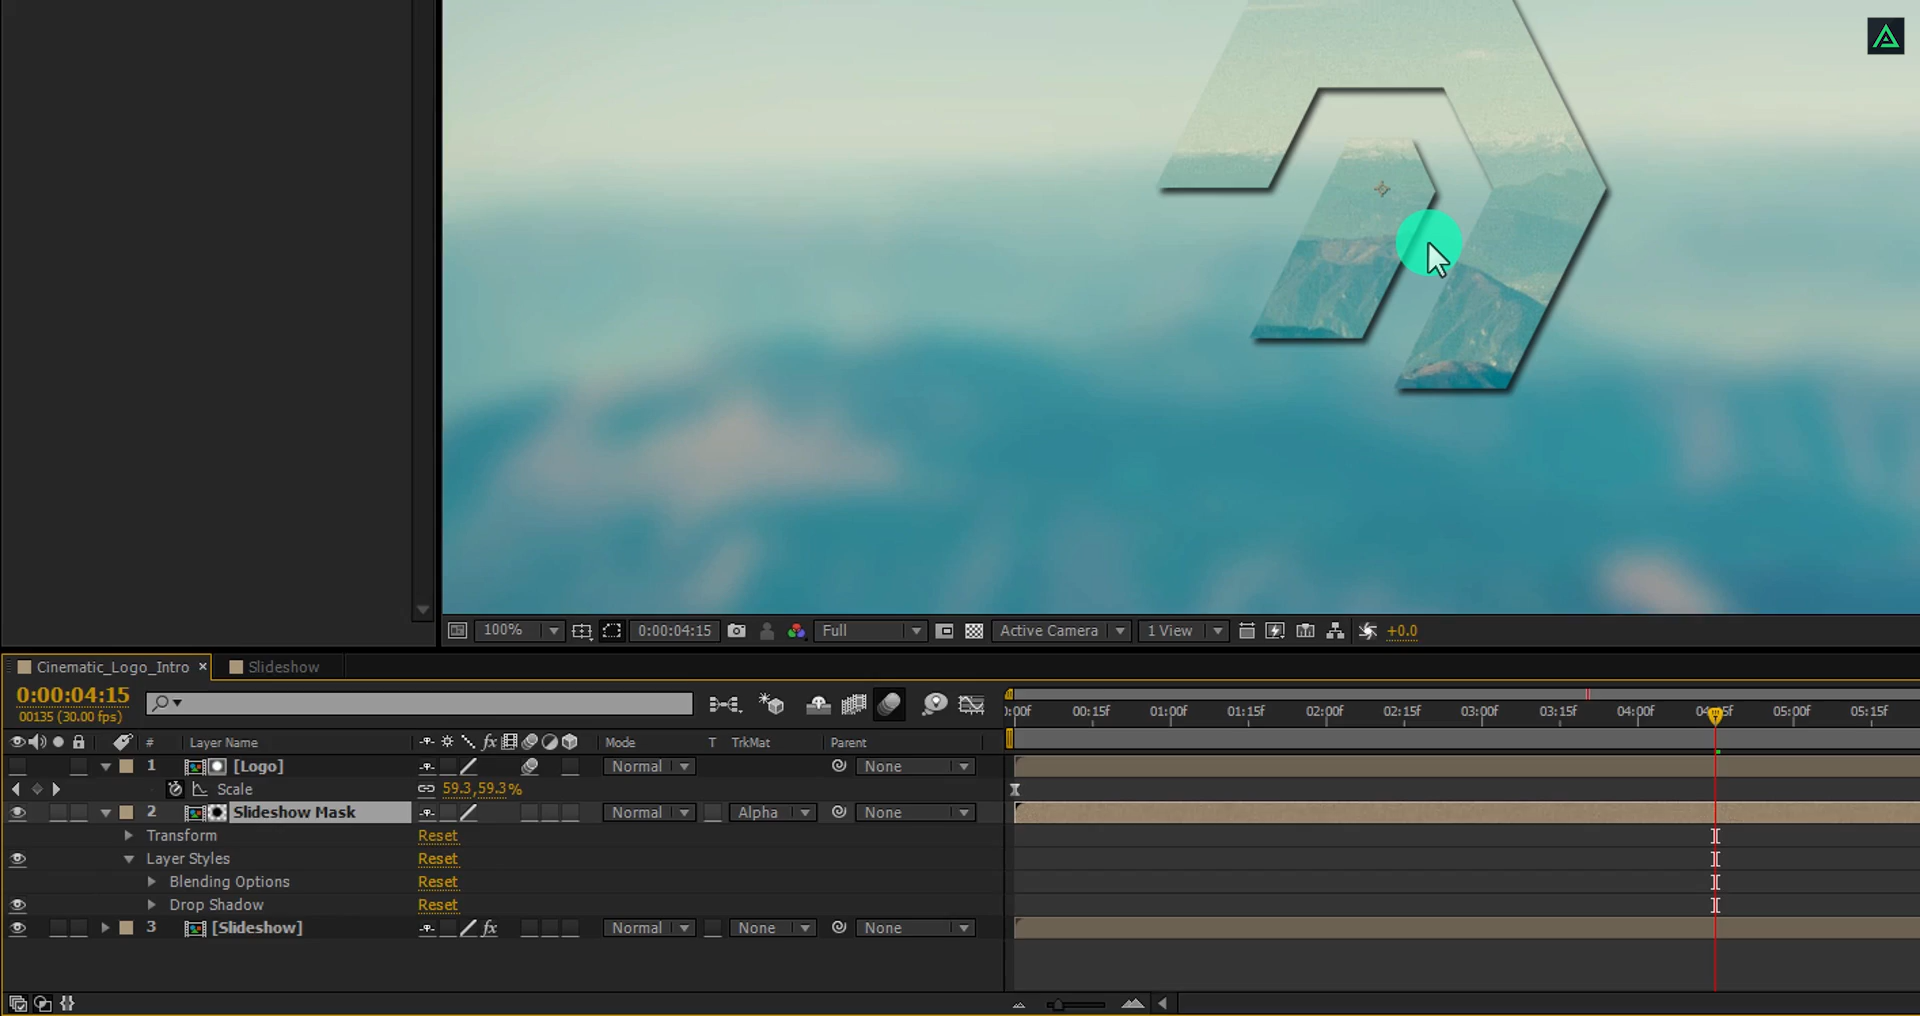 100%
0:00:04:15
Full
Active Camera
1 View
+0.0
Cinematic_Logo_Intro ×
Slideshow
0:00:04:15
00135 (30.00 fps)
):00f 00:15f 01:00f 01:15f 02:00f 02:15f 03:00f 03:15f 04:00f 05:00f 05:15f
# Layer Name fx Mode T TrkMat Parent
1 [Logo] Normal None
Scale 59.3,59.3%
2 Slideshow Mask Normal Alpha None
Transform Reset
Layer Styles Reset
Blending Options Reset
Drop Shadow Reset
3 [Slideshow] fx Normal None None